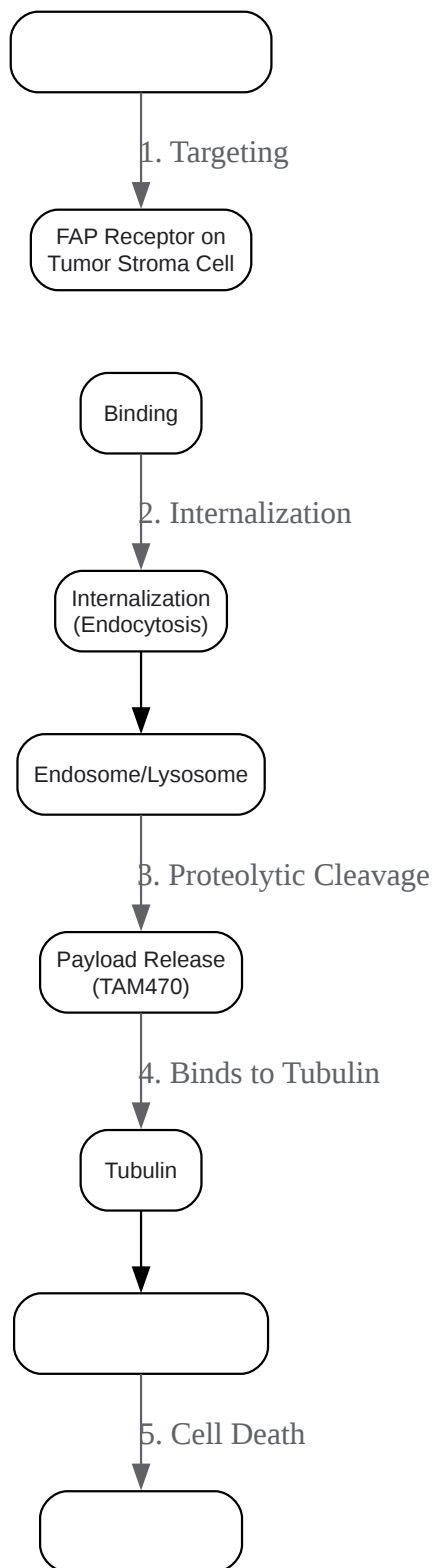 1. Targeting
FAP Receptor on
Tumor Stroma Cell
Binding
2. Internalization
Internalization
(Endocytosis)
Endosome/Lysosome
3. Proteolytic Cleavage
Payload Release
(TAM470)
4. Binds to Tubulin
Tubulin
5. Cell Death